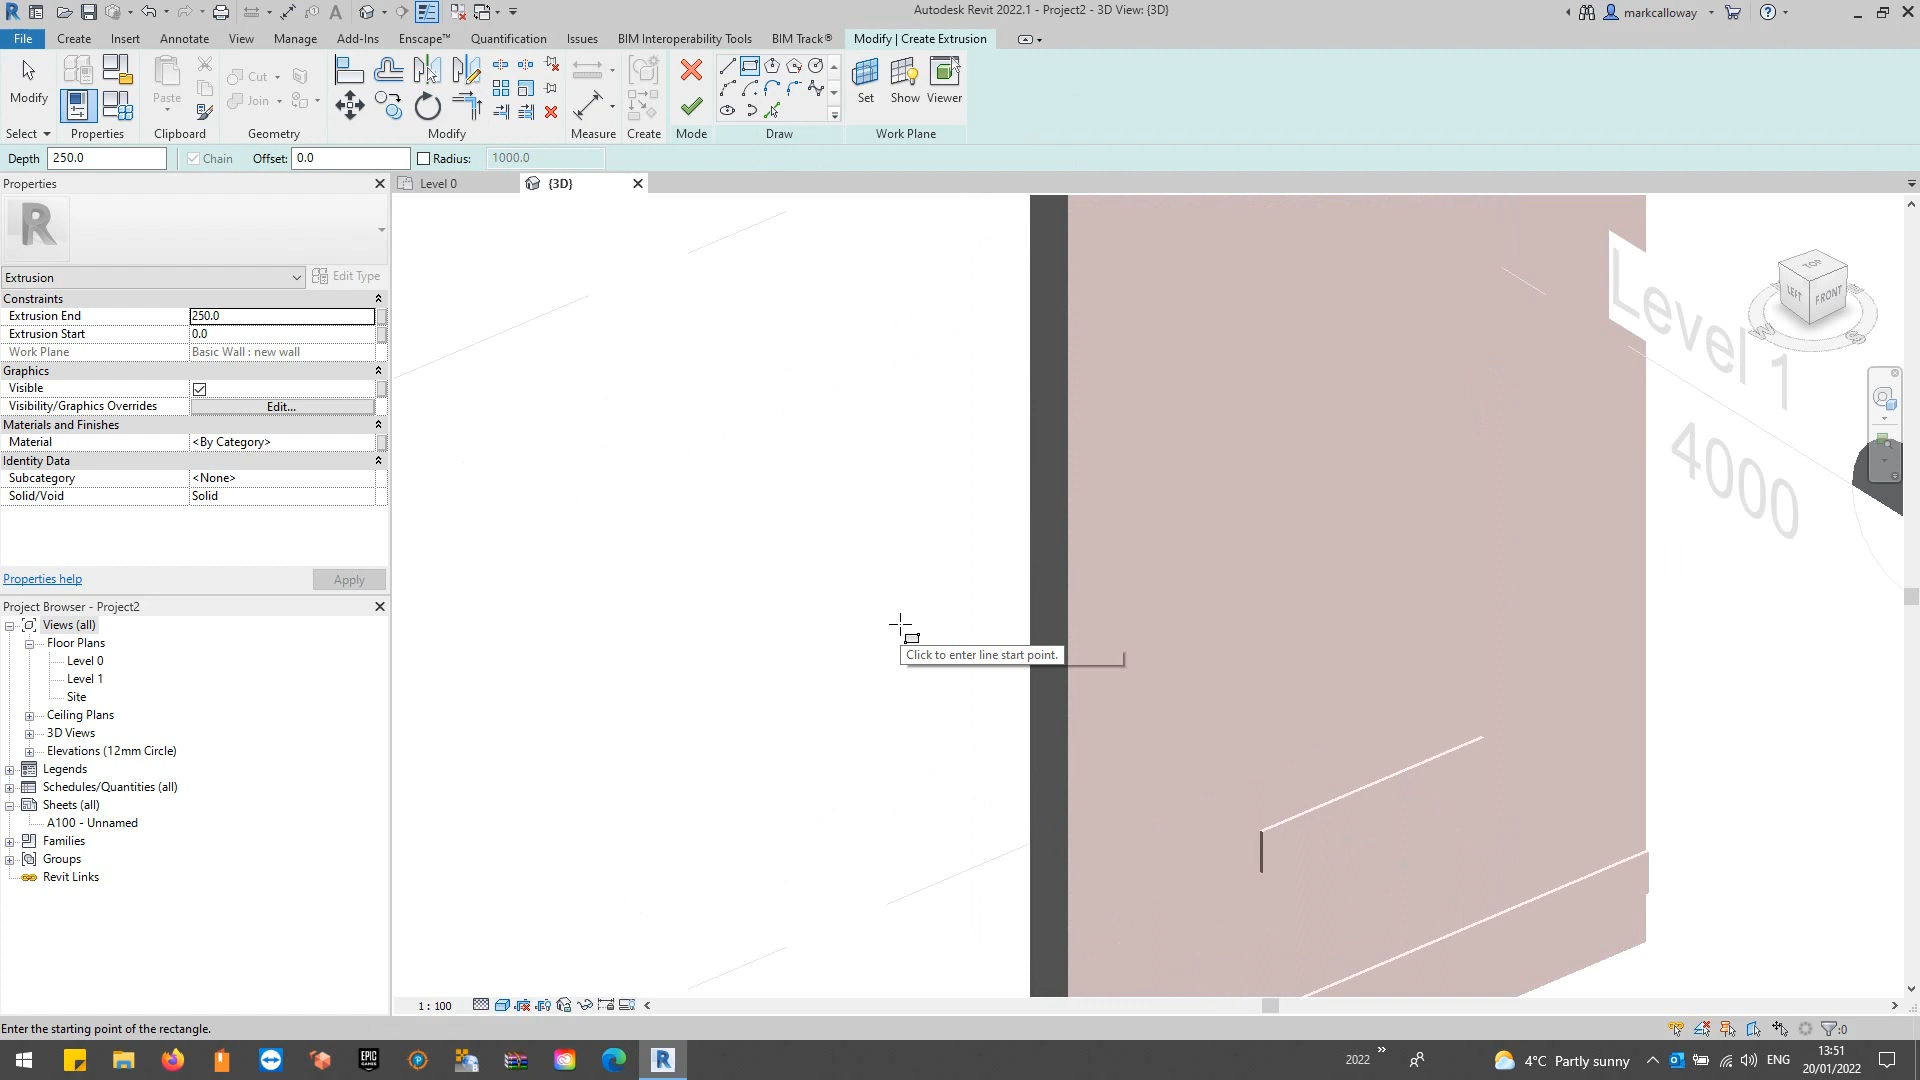 Autodesk Revit 2022.1 - Project2 - 3D View: {3D}
markcalloway
File
Create
Insert
Annotate
View
Manage
Add-Ins
Enscape™
Quantification
Issues
BIM Interoperability Tools
BIM Track®
Modify | Create Extrusion
Modify
Paste
Cut
Join
Set
Show
Viewer
Select
Properties
Clipboard
Geometry
Modify
Measure
Create
Mode
Draw
Work Plane
Depth
250.0
Chain
Offset:
0.0
Radius:
1000.0
Properties
Level 0
{3D}
Extrusion
Edit Type
Constraints
Extrusion End
250.0
Extrusion Start
0.0
Work Plane
Basic Wall : new wall
Graphics
Visible
Visibility/Graphics Overrides
Edit...
Materials and Finishes
Material
<By Category>
Identity Data
Subcategory
<None>
Solid/Void
Solid
Properties help
Apply
Project Browser - Project2
Views (all)
Floor Plans
Level 0
Level 1
Site
Ceiling Plans
3D Views
Elevations (12mm Circle)
Legends
Schedules/Quantities (all)
Sheets (all)
A100 - Unnamed
Families
Groups
Revit Links
TOP
LEFT
FRONT
W
S
Level 1
4000
Click to enter line start point.
1 : 100
Enter the starting point of the rectangle.
:0
EPIC
GAMES
2022
4°C Partly sunny
ENG
13:51
20/01/2022